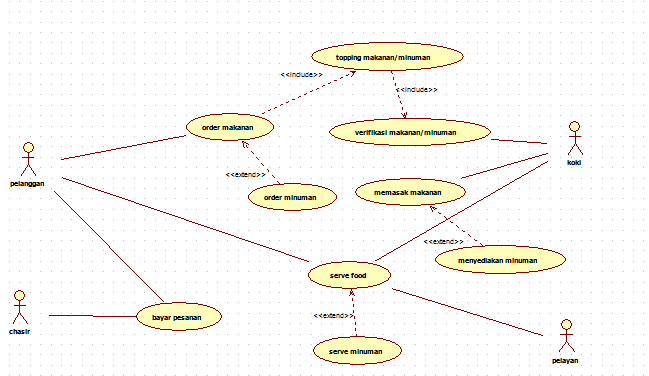 topping makanan/minuman
<<include>>
<<include>>
order makanan
verifikasi makanan/minuman
pelanggan
koki
<<extend>>
order minuman
memasak makanan
<<extend>>
menyediakan minuman
serve food
chasir
bayar pesanan
<<extend>>
serve minuman
pelayan